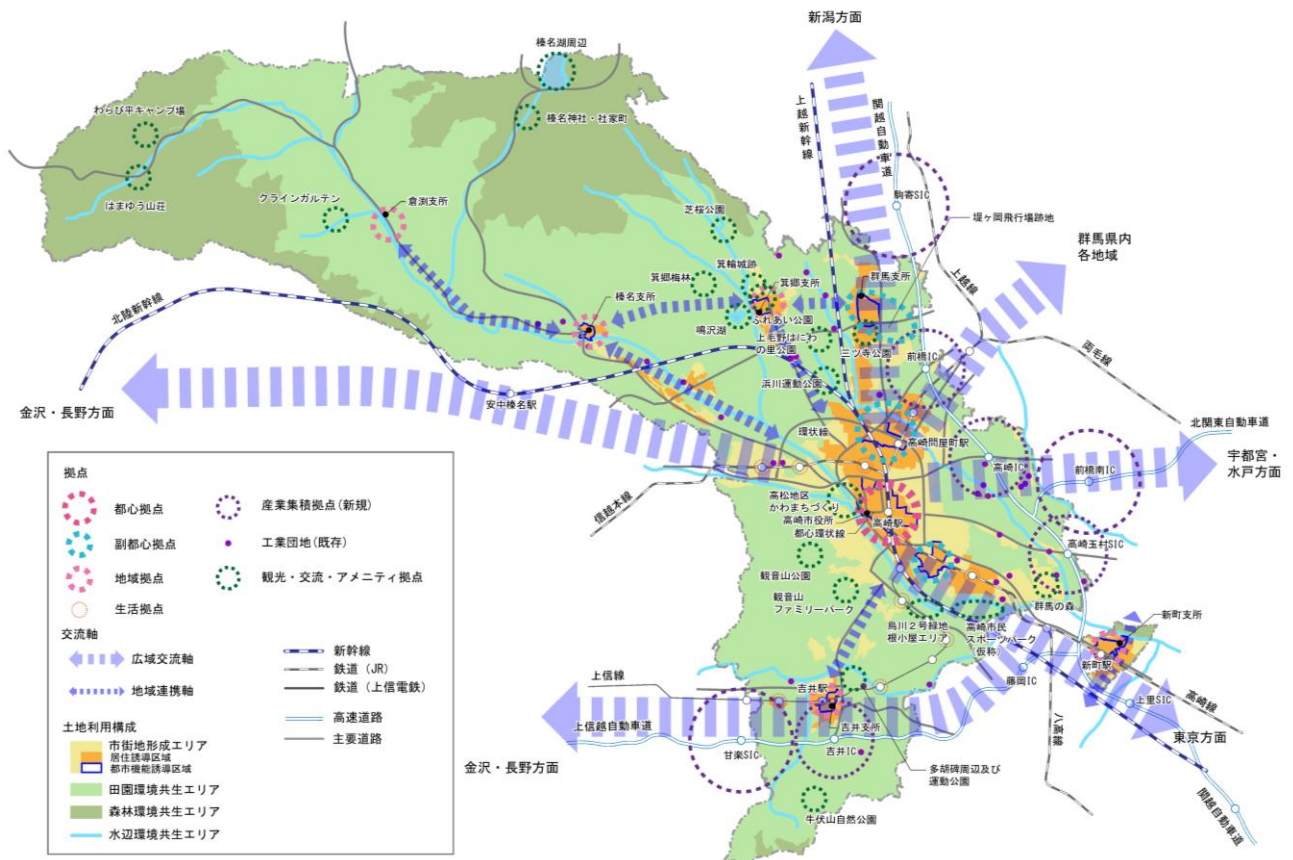 新潟方面
榛名湖周辺
上越新幹線
関越自動車道
わらび平キャンプ場
榛名神社・社家町
駒寄SIC
堤ヶ岡飛行場跡地
はまゆう山荘
クラインガルテン
倉渕支所
芝桜公園
群馬県内
各地域
上越線
箕輪城跡
箕郷梅林
箕郷支所
群馬支所
北陸新幹線
榛名支所
ふれあい公園
鳴沢湖
上毛野はにわ
の里公園
三ツ寺公園
前橋IC
両毛線
浜川運動公園
安中榛名駅
金沢・長野方面
環状線
高崎問屋町駅
北関東自動車道
宇都宮・
水戸方面
高崎IC
前橋南IC
信越本線
高松地区
かわまちづくり
高崎市役所
高崎駅
都心環状線
高崎玉村SIC
観音山公園
観音山
ファミリーパーク
群馬の森
烏川2号緑地
根小屋エリア
高崎市民
スポーツパーク
(仮称)
新町支所
新町駅
藤岡IC
高崎線
上里SIC
八高線
東京方面
関越自動車道
上信線
吉井駅
吉井支所
上信越自動車道
金沢・長野方面
甘楽SIC
吉井IC
多胡碑周辺及び
運動公園
牛伏山自然公園
拠点
都心拠点
産業集積拠点(新規)
副都心拠点
工業団地(既存)
地域拠点
観光・交流・アメニティ拠点
生活拠点
交流軸
広域交流軸
地域連携軸
新幹線
鉄道(JR)
鉄道(上信電鉄)
高速道路
主要道路
土地利用構成
市街地形成エリア
居住誘導区域
都市機能誘導区域
田園環境共生エリア
森林環境共生エリア
水辺環境共生エリア